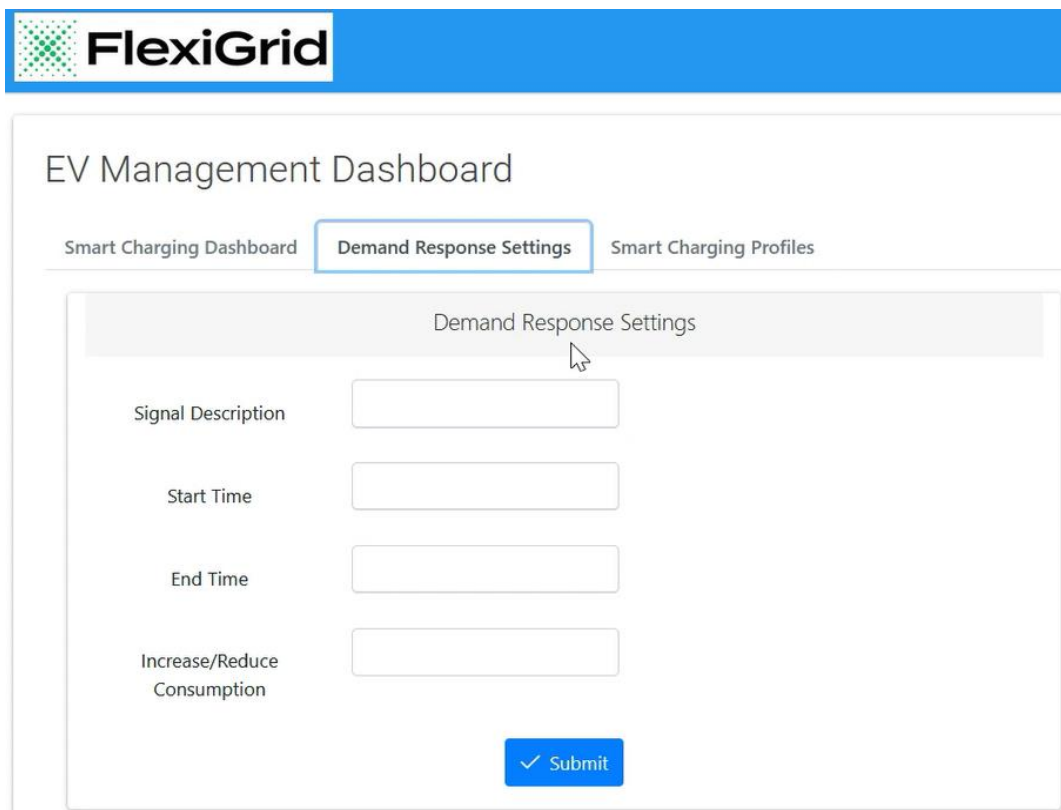 FlexiGrid
EV Management Dashboard
Smart Charging Dashboard Demand Response Settings Smart Charging Profiles
Demand Response Settings
Signal Description
Start Time
End Time
Increase/Reduce
Consumption
Submit